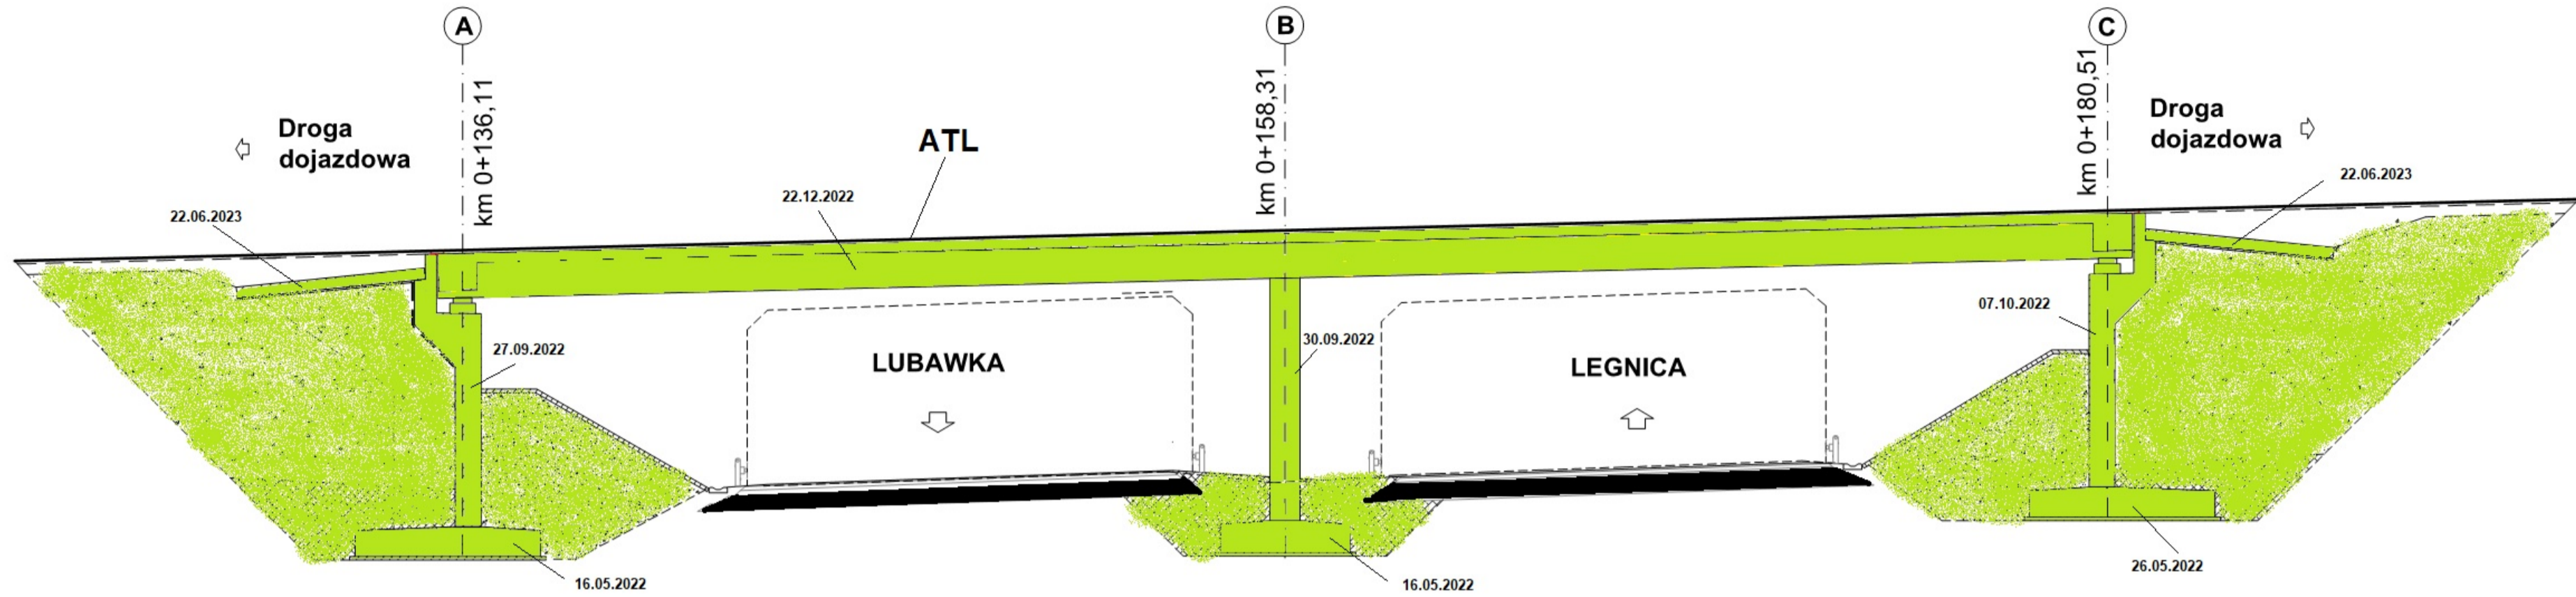 A
B
C
km 0+136,11
km 0+158,31
km 0+180,51
Droga
dojazdowa
ATL
Droga
dojazdowa
22.06.2023
22.12.2022
22.06.2023
27.09.2022
LUBAWKA
30.09.2022
LEGNICA
07.10.2022
16.05.2022
16.05.2022
26.05.2022